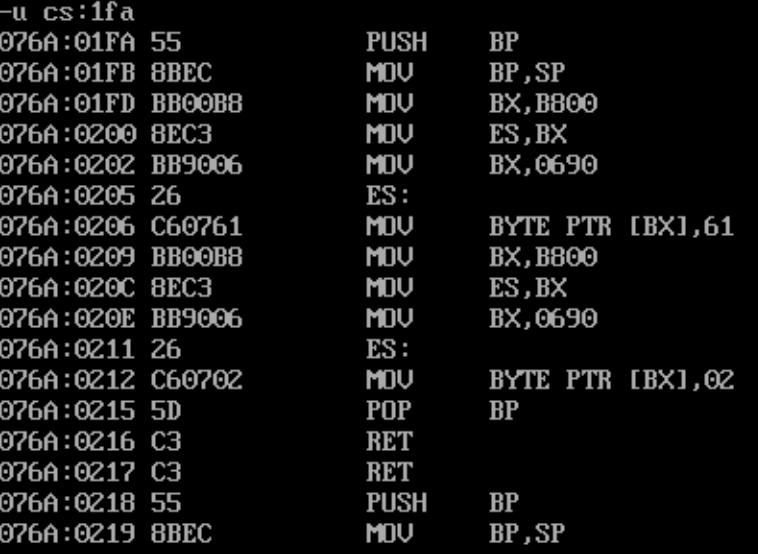 -u cs:1fa
076A:01FA 55 PUSH BP
076A:01FB 8BEC MOV BP,SP
076A:01FD BB00B8 MOV BX,B800
076A:0200 8EC3 MOV ES,BX
076A:0202 BB9006 MOV BX,0690
076A:0205 26 ES:
076A:0206 C60761 MOV BYTE PTR [BX],61
076A:0209 BB00B8 MOV BX,B800
076A:020C 8EC3 MOV ES,BX
076A:020E BB9006 MOV BX,0690
076A:0211 26 ES:
076A:0212 C60702 MOV BYTE PTR [BX],02
076A:0215 5D POP BP
076A:0216 C3 RET
076A:0217 C3 RET
076A:0218 55 PUSH BP
076A:0219 8BEC MOV BP,SP